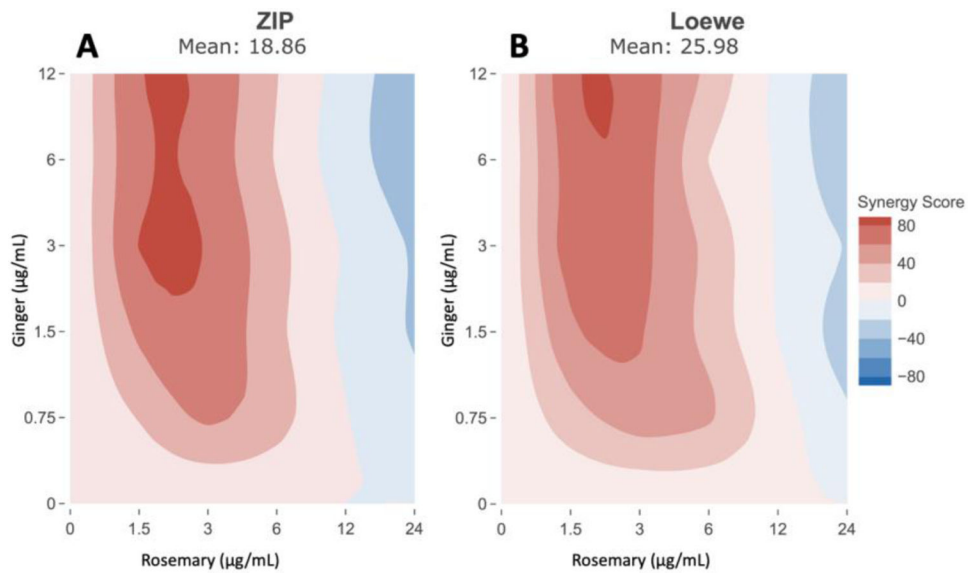 A
ZIP
Mean: 18.86
B
Loewe
Mean: 25.98
Ginger (µg/mL)
12
6
3
1.5
0.75
0
0 1.5 3 6 12 24
Rosemary (µg/mL)
Ginger (µg/mL)
12
6
3
1.5
0.75
0
0 1.5 3 6 12 24
Rosemary (µg/mL)
Synergy Score
80
40
0
−40
−80